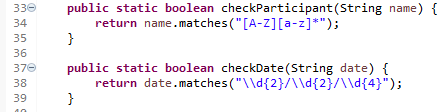 33 public static boolean checkParticipant(String name) {
34 return name.matches("[A-Z][a-z]*");
35 }
36
37 public static boolean checkDate(String date) {
38 return date.matches("\\d{2}/\\d{2}/\\d{4}");
39 }